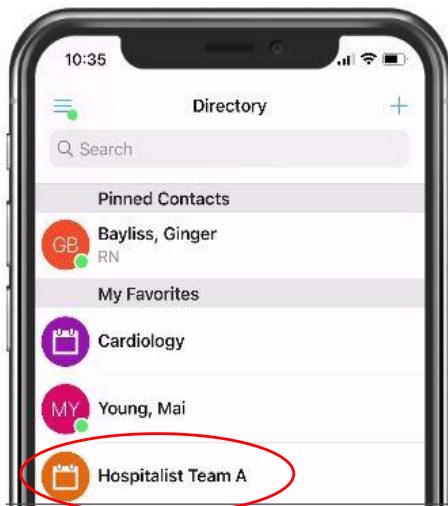 10:35
Directory
+
Search
Pinned Contacts
GB
Bayliss, Ginger
RN
My Favorites
Cardiology
MY
Young, Mai
Hospitalist Team A